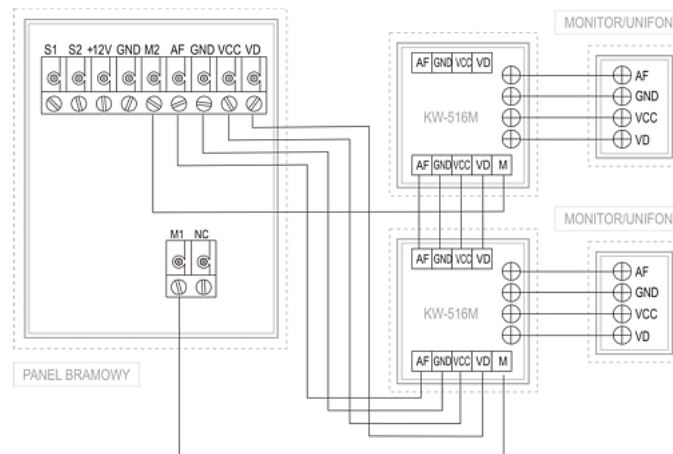 MONITOR/UNIFON
S1 S2 +12V GND M2 AF GND VCC VD
AF GND VCC VD
KW-516M
AF
GND
VCC
VD
AF GND VCC VD M
MONITOR/UNIFON
M1 NC
AF GND VCC VD
KW-516M
AF
GND
VCC
VD
AF GND VCC VD M
PANEL BRAMOWY